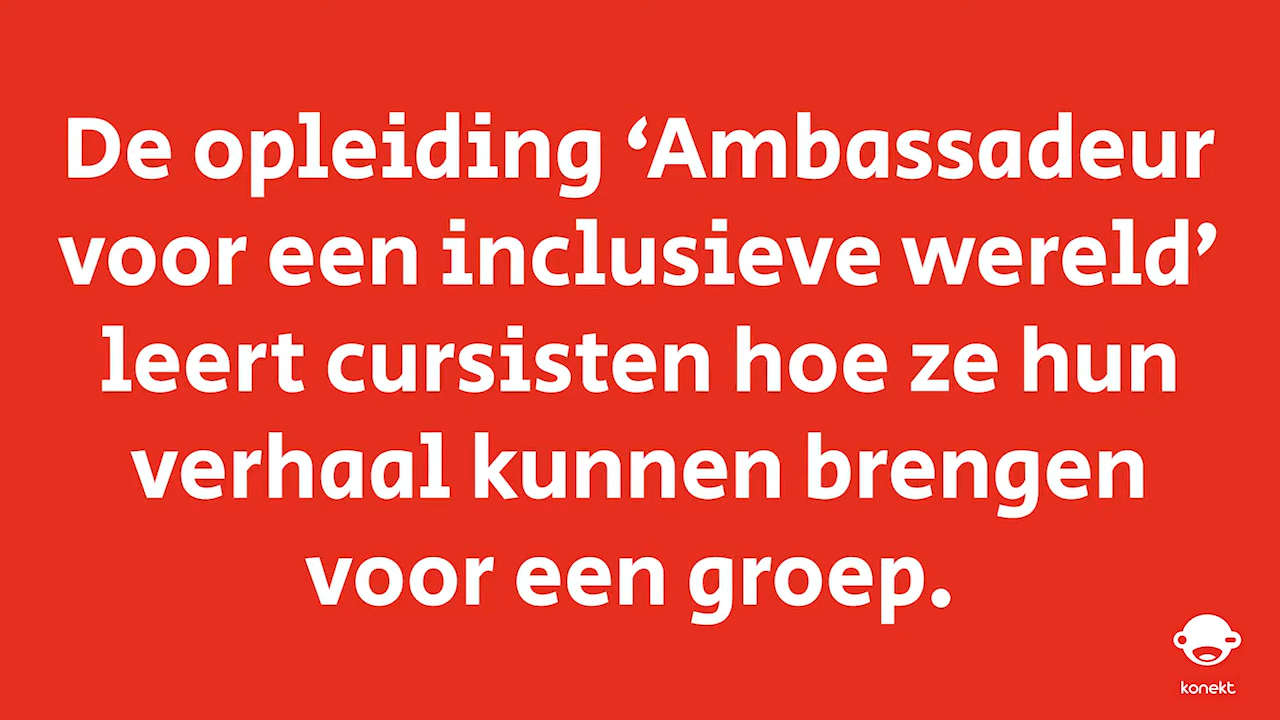 De opleiding ‘Ambassadeur
voor een inclusieve wereld’
leert cursisten hoe ze hun
verhaal kunnen brengen
voor een groep.
konekt